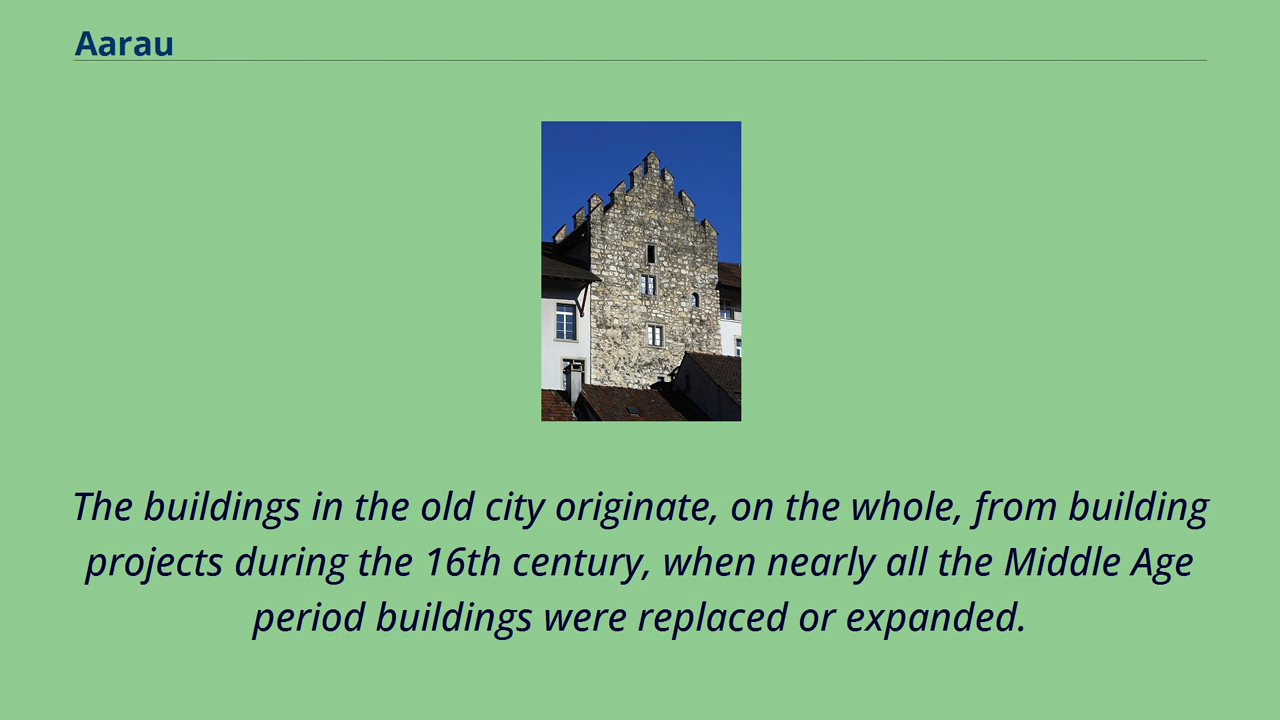 Aarau
The buildings in the old city originate, on the whole, from building
projects during the 16th century, when nearly all the Middle Age
period buildings were replaced or expanded.